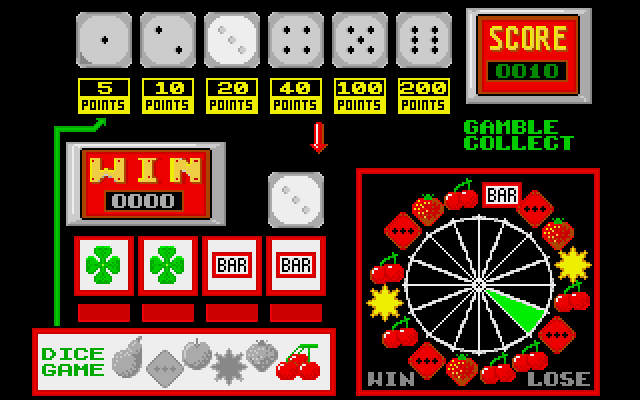 SCORE
0010
5 POINTS
10 POINTS
20 POINTS
40 POINTS
100 POINTS
200 POINTS
GAMBLE
COLLECT
WIN
0000
BAR
BAR
BAR
DICE
GAME
WIN
LOSE